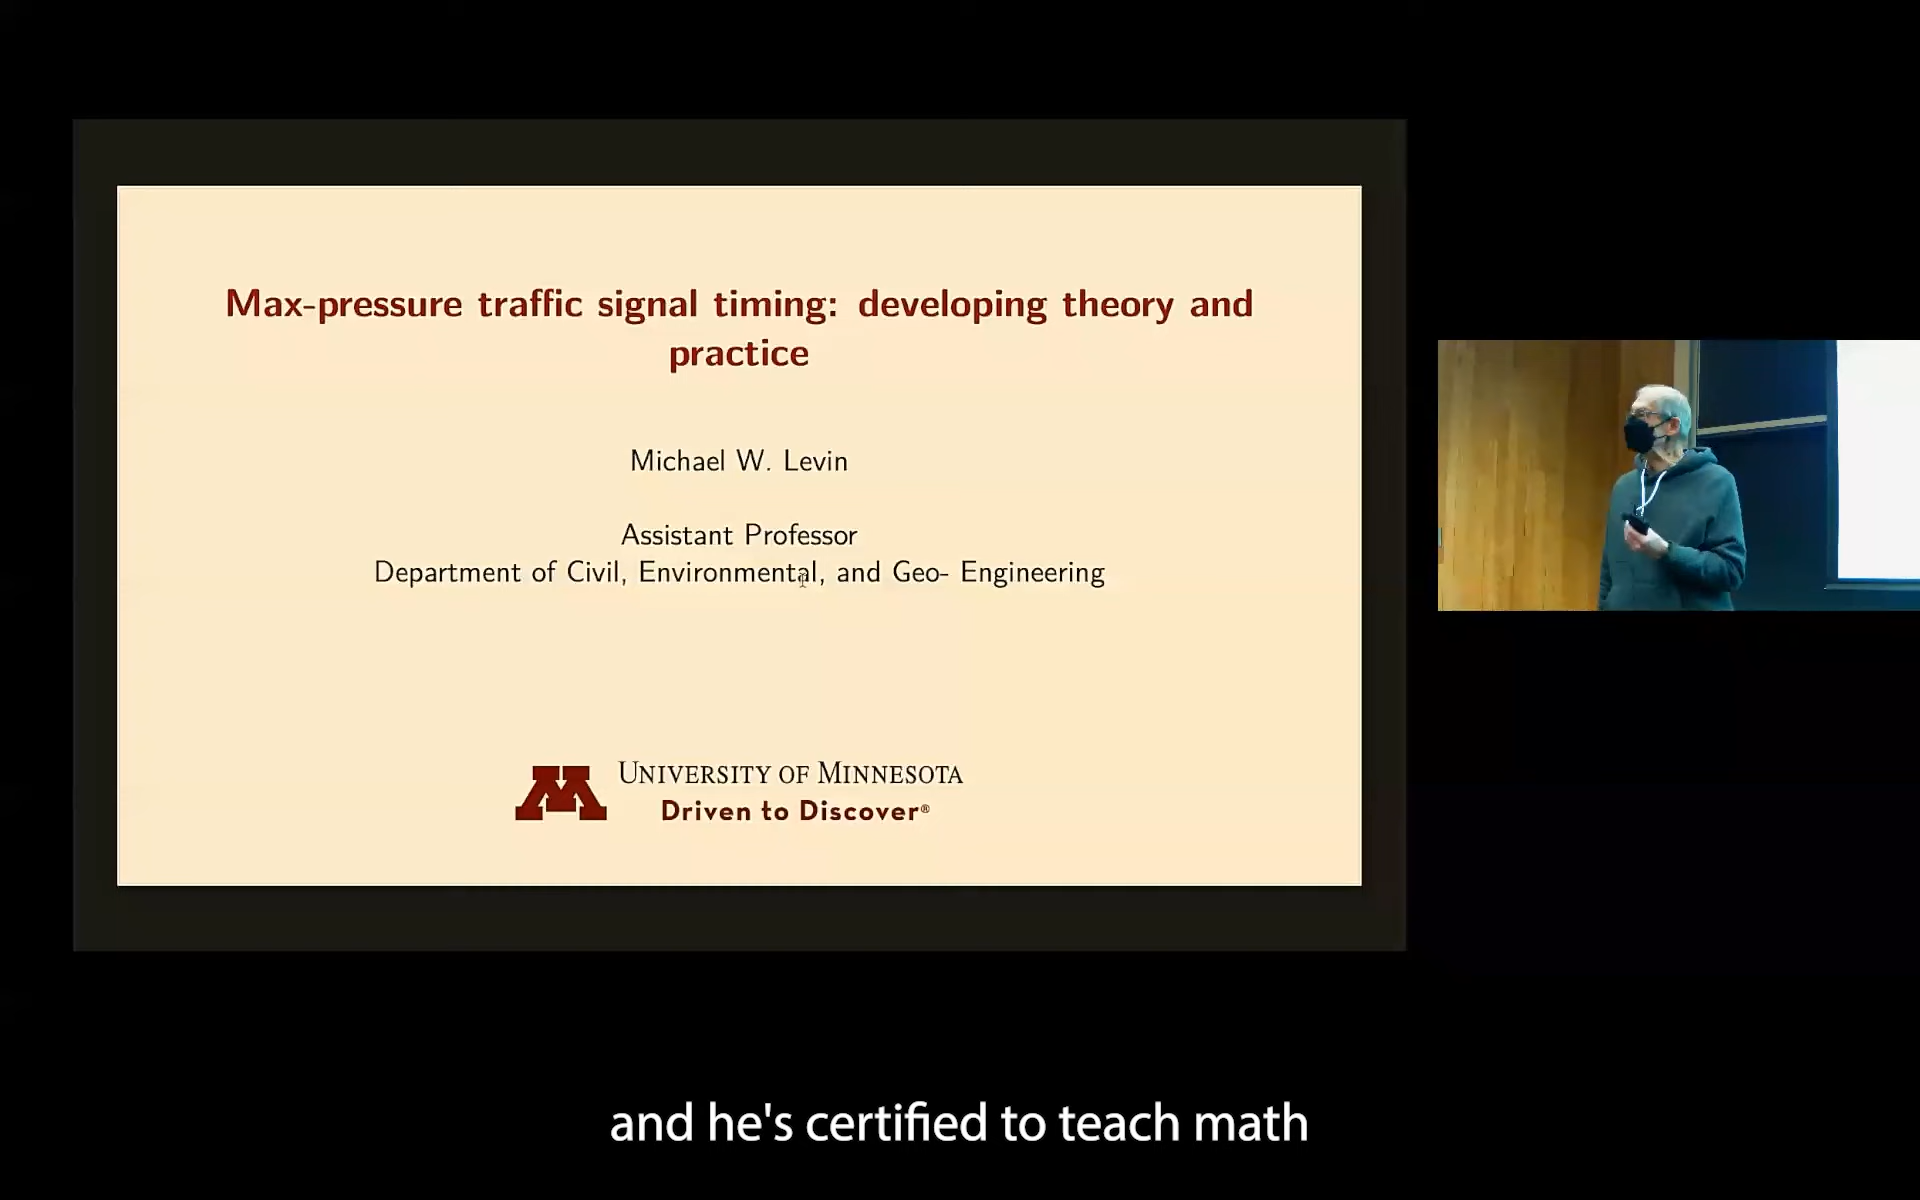 Max-pressure traffic signal timing: developing theory and
practice
Michael W. Levin
Assistant Professor
Department of Civil, Environmental, and Geo- Engineering
M
UNIVERSITY OF MINNESOTA
Driven to Discover®
and he's certified to teach math